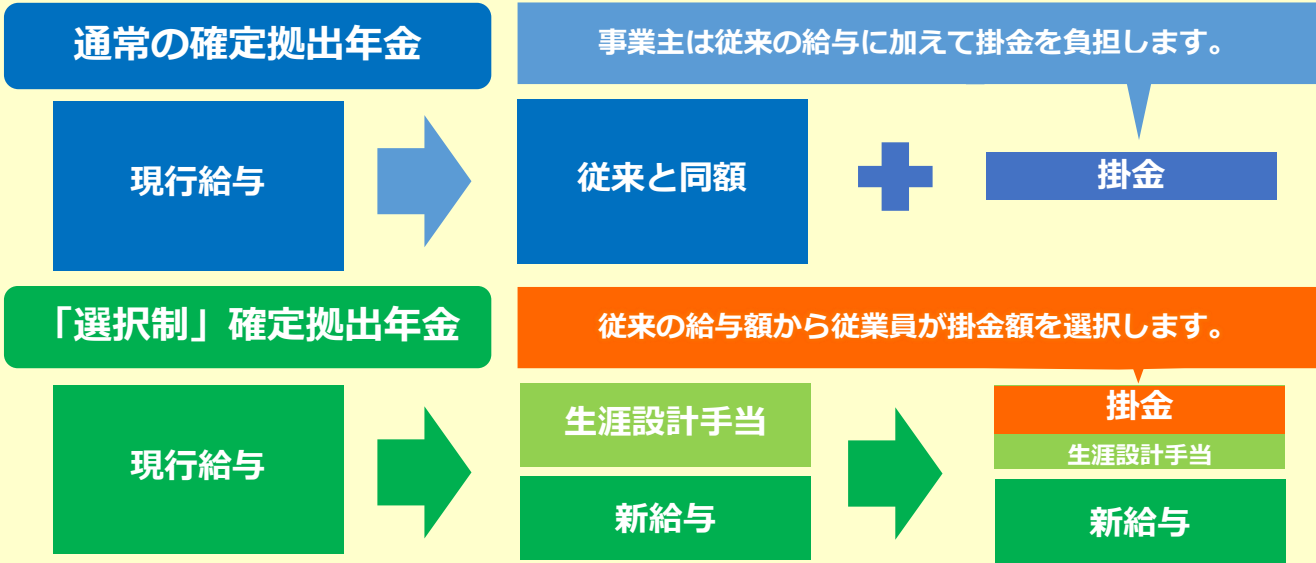 通常の確定拠出年金
事業主は従来の給与に加えて掛金を負担します。
現行給与
従来と同額
掛金
「選択制」確定拠出年金
従来の給与額から従業員が掛金額を選択します。
現行給与
生涯設計手当
新給与
掛金
生涯設計手当
新給与